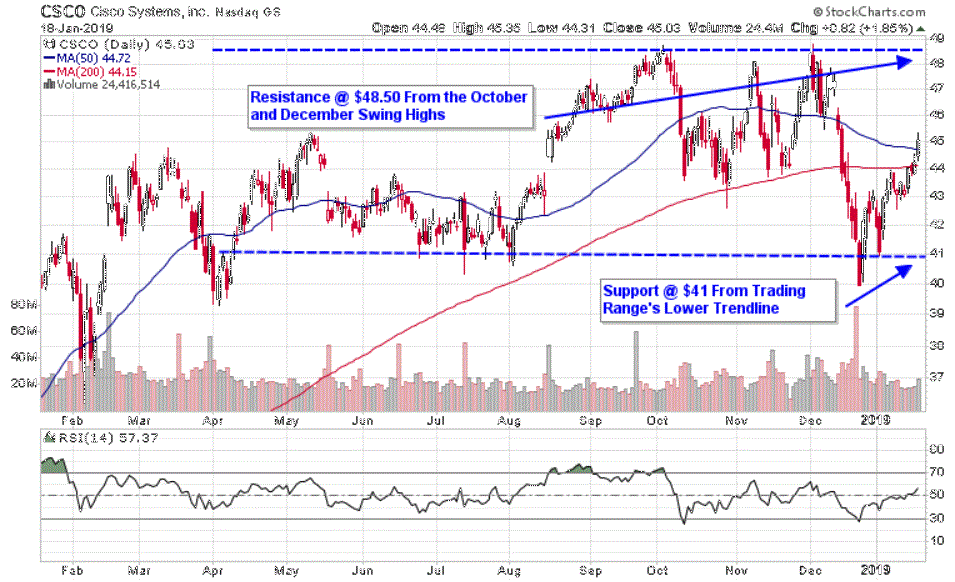 CSCO Cisco Systems, Inc. Nasdaq GS
© StockCharts.com
18-Jan-2019
Open 44.48 High 45.35 Low 44.31 Close 45.03 Volume 24.4M Chg +0.82 (+1.85%)
CSCO (Daily) 45.03
MA(50) 44.72
MA(200) 44.15
Volume 24,416,514
Resistance @ $48.50 From the October
and December Swing Highs
Support @ $41 From Trading
Range's Lower Trendline
49
48
47
46
45
44
43
42
41
40
39
38
37
80M
60M
40M
20M
Feb Mar Apr May Jun Jul Aug Sep Oct Nov Dec 2019
RSI(14) 57.37
90
70
50
30
10
Feb Mar Apr May Jun Jul Aug Sep Oct Nov Dec 2019